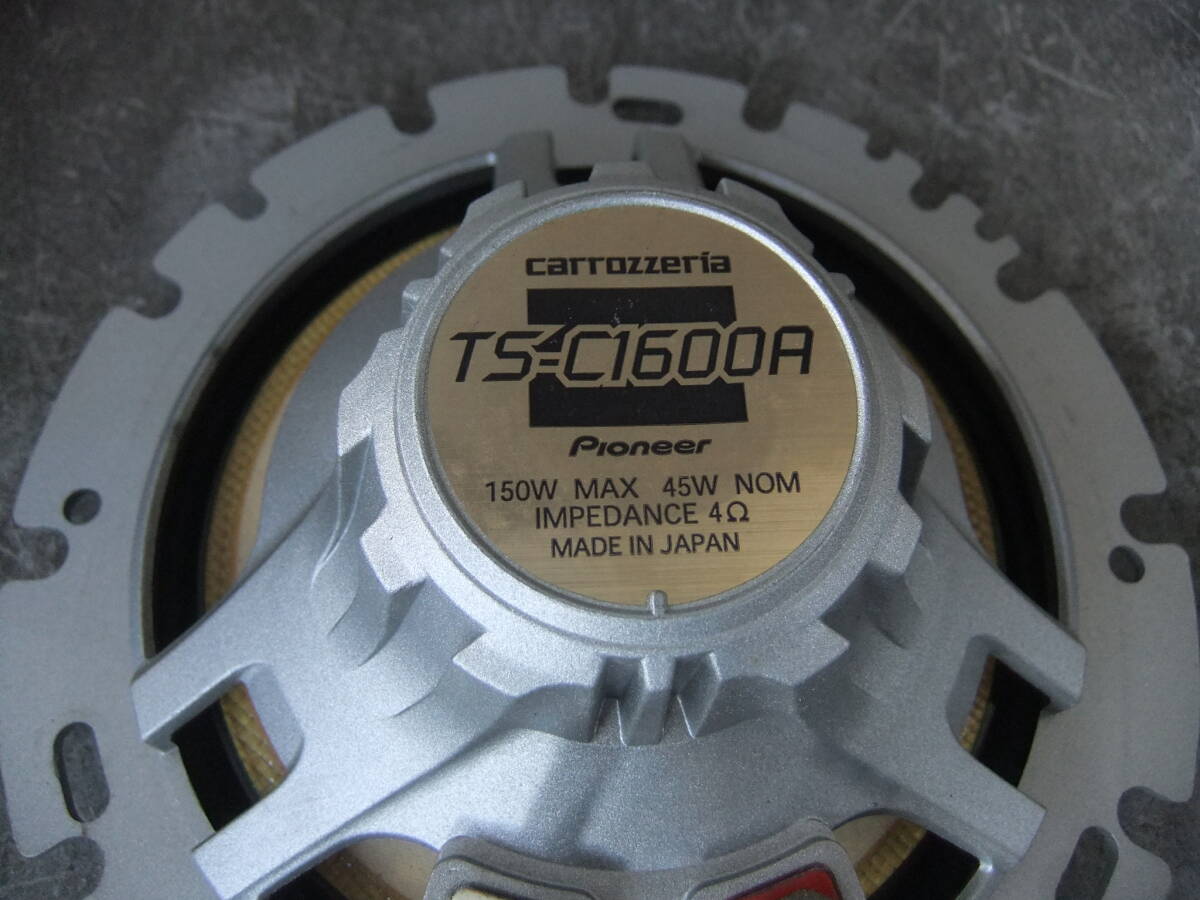 carrozzeria
TS-C1600A
Pioneer
150W MAX 45W NOM
IMPEDANCE 4Ω
MADE IN JAPAN